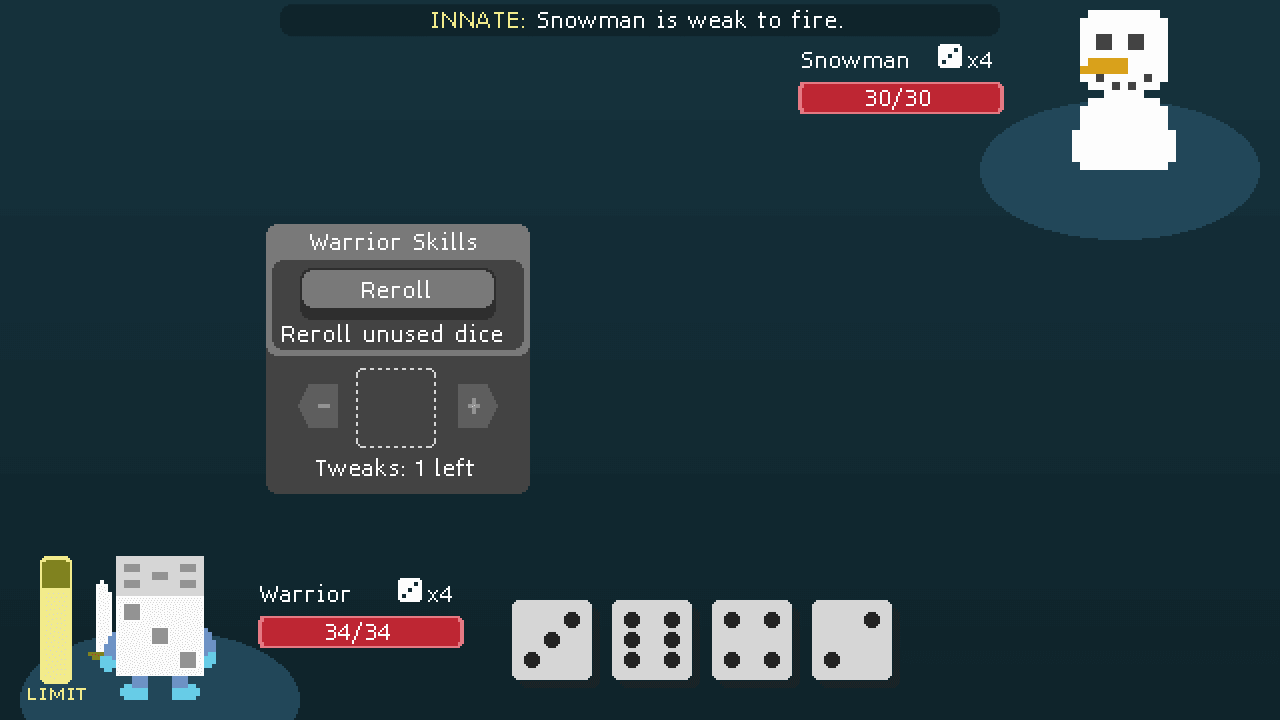 INNATE: Snowman is weak to fire.
Snowman x4
30/30
Warrior Skills
Reroll
Reroll unused dice
- +
Tweaks: 1 left
Warrior x4
34/34
LIMIT